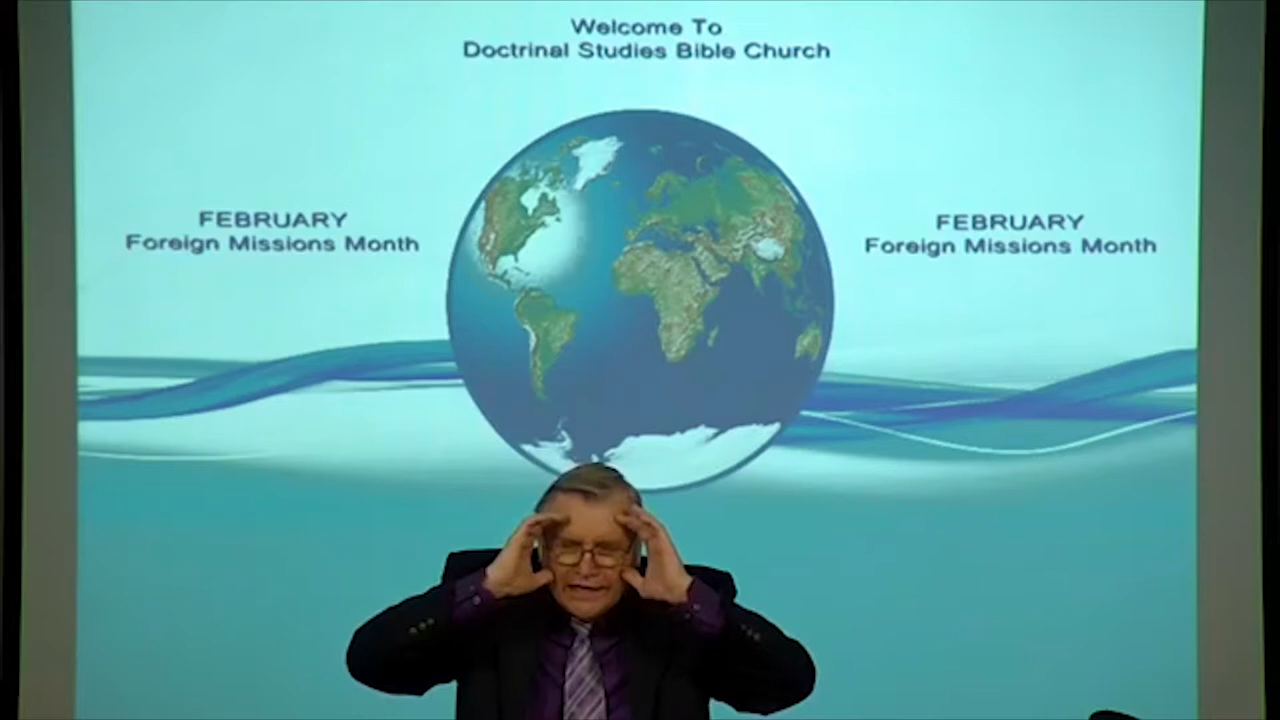 Welcome To
Doctrinal Studies Bible Church
FEBRUARY
Foreign Missions Month
FEBRUARY
Foreign Missions Month